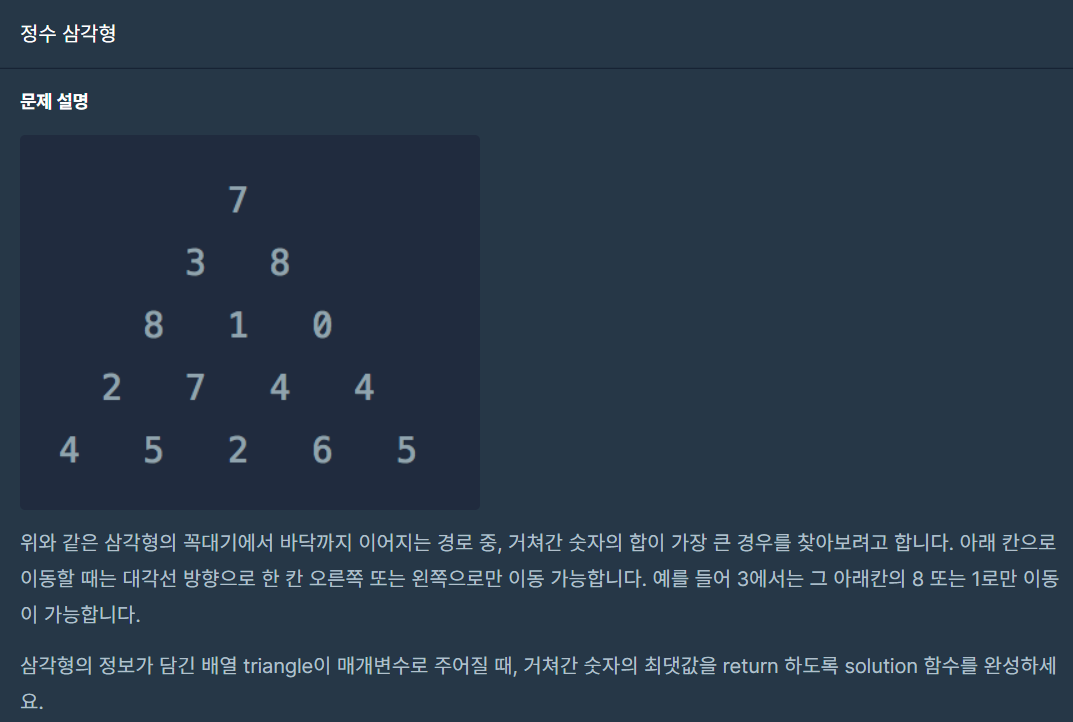 정수 삼각형
문제 설명
7
3 8
8 1 0
2 7 4 4
4 5 2 6 5
위와 같은 삼각형의 꼭대기에서 바닥까지 이어지는 경로 중, 거쳐간 숫자의 합이 가장 큰 경우를 찾아보려고 합니다. 아래 칸으로
이동할 때는 대각선 방향으로 한 칸 오른쪽 또는 왼쪽으로만 이동 가능합니다. 예를 들어 3에서는 그 아래칸의 8 또는 1로만 이동
이 가능합니다.
삼각형의 정보가 담긴 배열 triangle이 매개변수로 주어질 때, 거쳐간 숫자의 최댓값을 return 하도록 solution 함수를 완성하세
요.